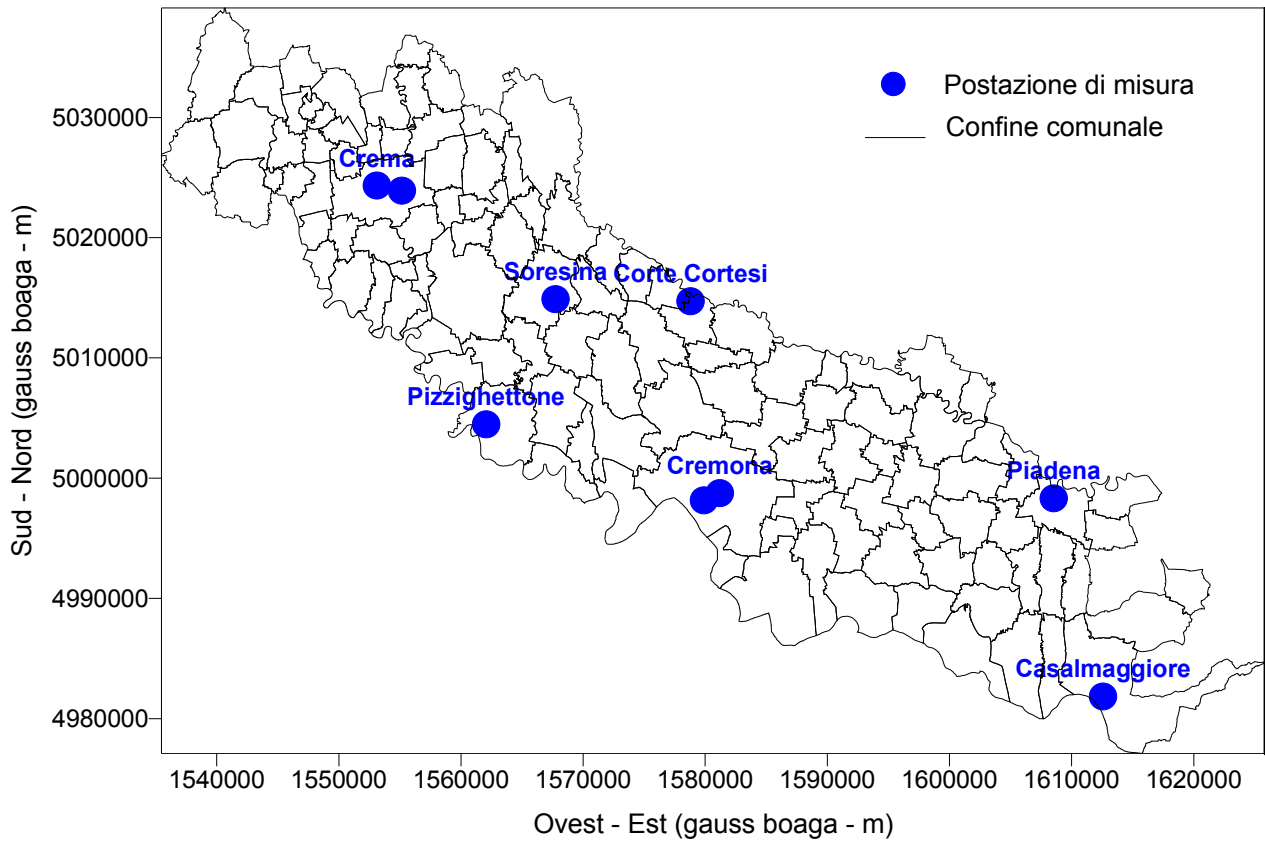 Postazione di misura
Confine comunale
5030000
5020000
5010000
5000000
4990000
4980000
Sud - Nord (gauss boaga - m)
Crema
Soresina
Corte Cortesi
Pizzighettone
Cremona
Piadena
Casalmaggiore
1540000
1550000
1560000
1570000
1580000
1590000
1600000
1610000
1620000
Ovest - Est (gauss boaga - m)